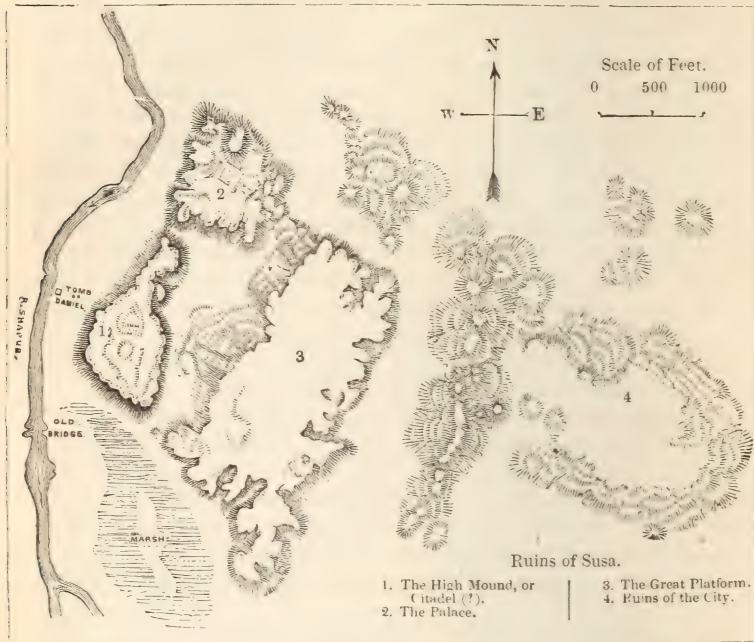 N
Scale of Feet.
0 500 1000
W E
2
TOMB
OF
DANIEL
R. SHAPUR.
1
3
4
OLD
BRIDGE.
MARSH
Ruins of Susa.
1. The High Mound, or
Citadel (?).
2. The Palace.
3. The Great Platform.
4. Ruins of the City.